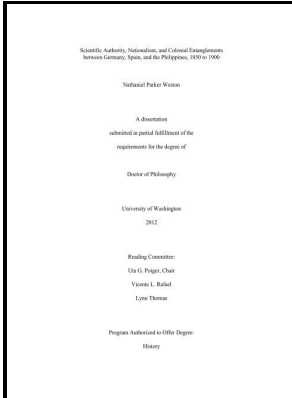 Scientific Authority, Nationalism, and Colonial Entanglements
between Germany, Spain, and the Philippines, 1850 to 1900
Nathaniel Parker Weston
A dissertation
submitted in partial fulfillment of the
requirements for the degree of
Doctor of Philosophy
University of Washington
2012
Reading Committee:
Uta G. Poiger, Chair
Vicente L. Rafael
Lynn Thomas
Program Authorized to Offer Degree:
History